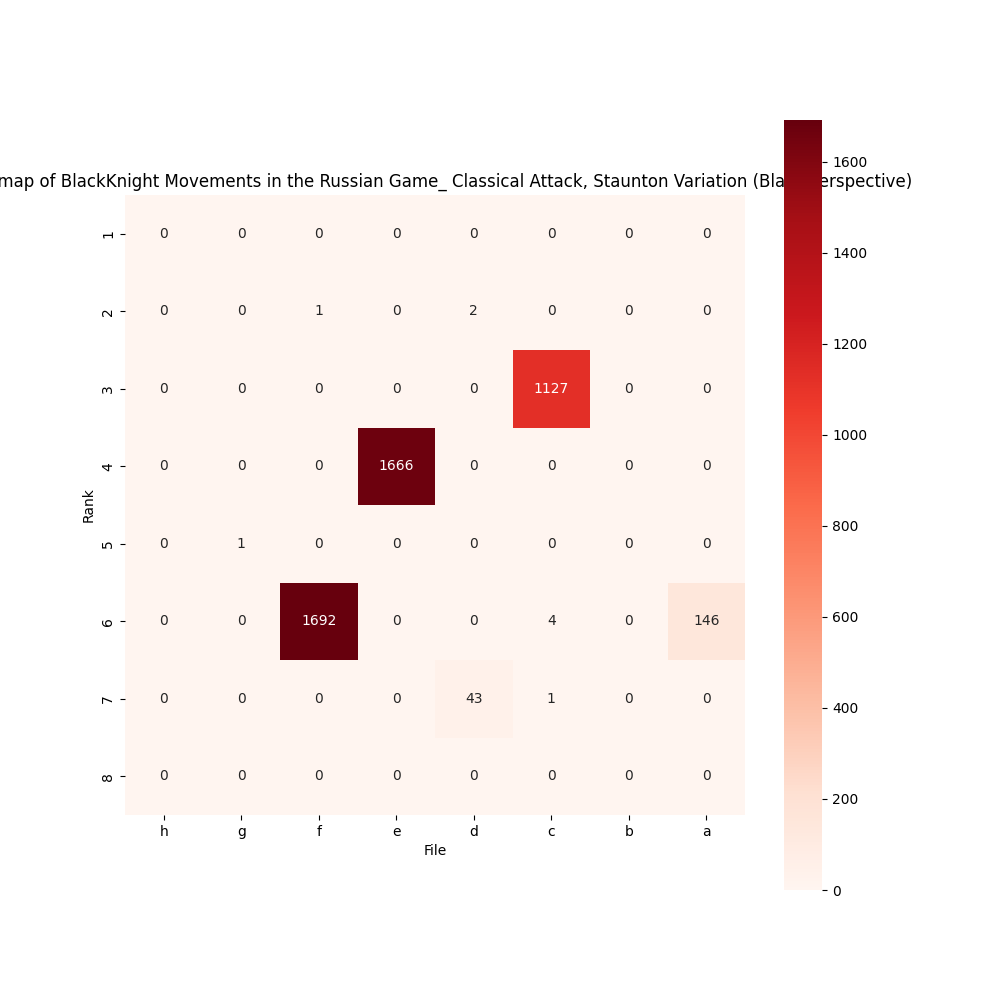 map of BlackKnight Movements in the Russian Game_ Classical Attack, Staunton Variation (Bla erspective)
1600
1400
1200
1000
800
600
400
200
0
Rank
1 0 0 0 0 0 0 0 0
2 0 0 1 0 2 0 0 0
3 0 0 0 0 0 1127 0 0
4 0 0 0 1666 0 0 0 0
5 0 1 0 0 0 0 0 0
6 0 0 1692 0 0 4 0 146
7 0 0 0 0 43 1 0 0
8 0 0 0 0 0 0 0 0
h g f e d c b a
File